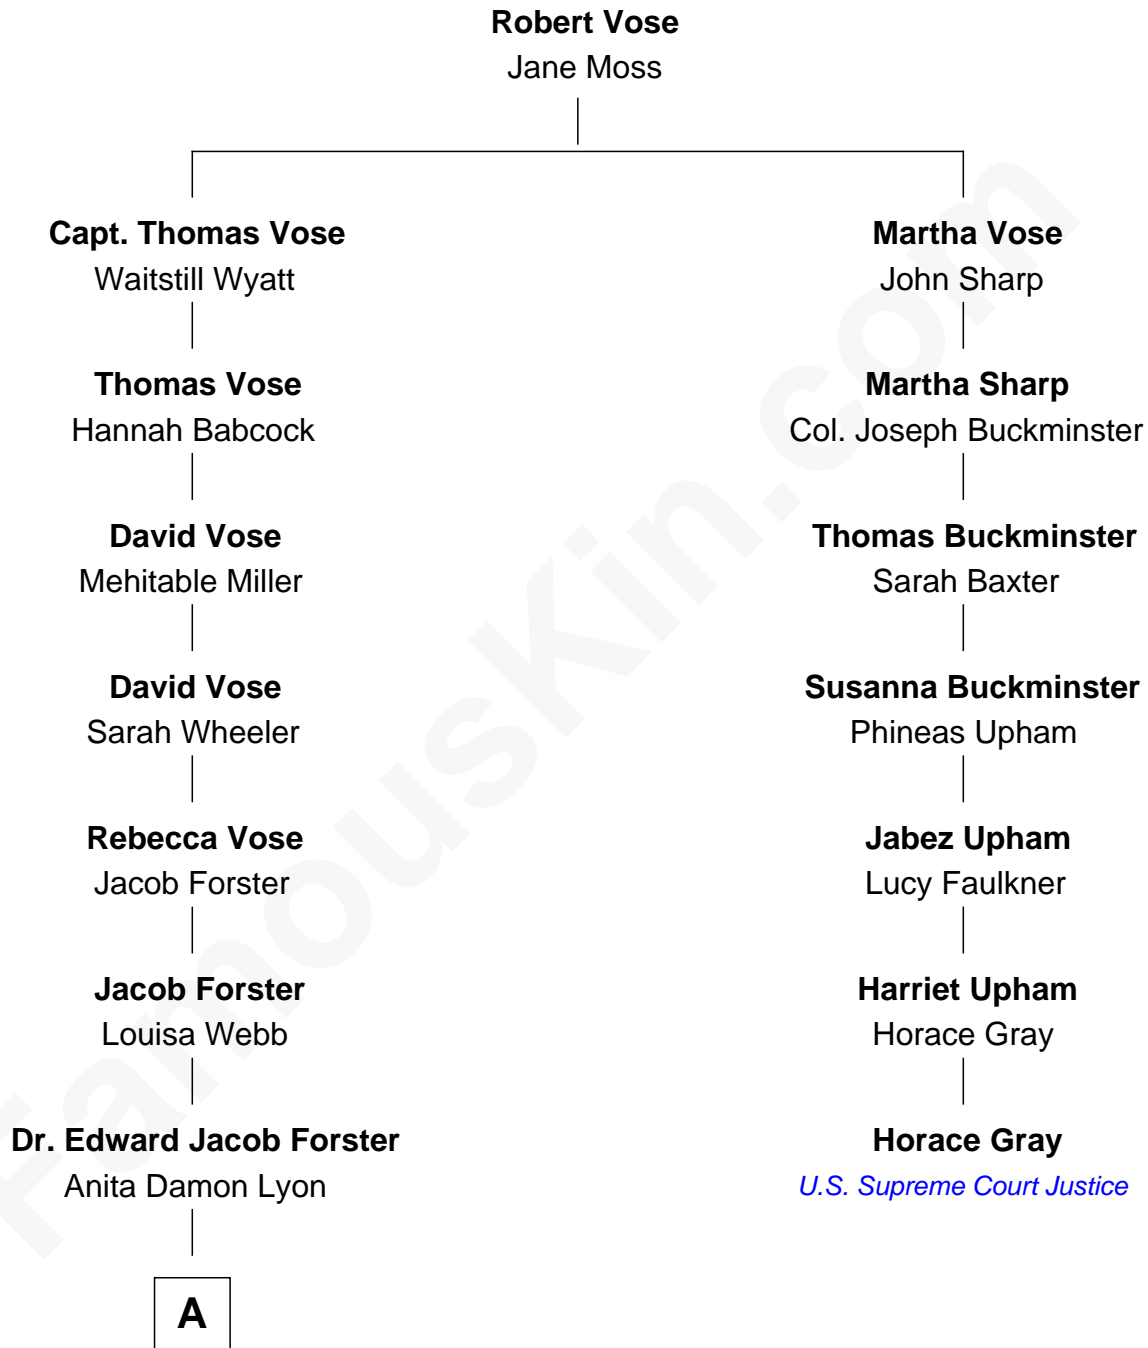 Robert Vose
Jane Moss
Capt. Thomas Vose
Waitstill Wyatt
Martha Vose
John Sharp
Thomas Vose
Hannah Babcock
Martha Sharp
Col. Joseph Buckminster
David Vose
Mehitable Miller
Thomas Buckminster
Sarah Baxter
David Vose
Sarah Wheeler
Susanna Buckminster
Phineas Upham
Rebecca Vose
Jacob Forster
Jabez Upham
Lucy Faulkner
Jacob Forster
Louisa Webb
Harriet Upham
Horace Gray
Dr. Edward Jacob Forster
Anita Damon Lyon
Horace Gray
U.S. Supreme Court Justice
A
FamousKin.com